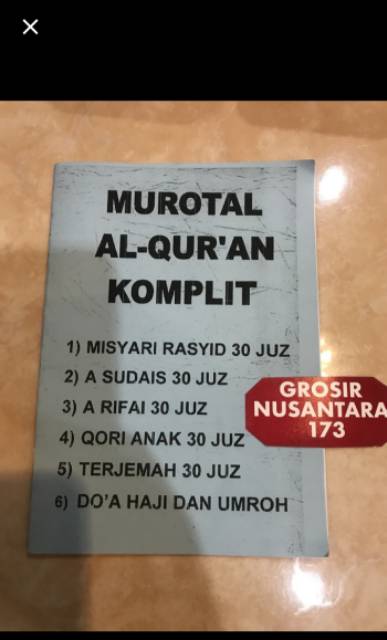 MUROTAL
AL-QUR'AN
KOMPLIT
1) MISYARI RASYID 30 JUZ
2) A SUDAIS 30 JUZ
3) A RIFAI 30 JUZ
4) QORI ANAK 30 JUZ
5) TERJEMAH 30 JUZ
6) DO'A HAJI DAN UMROH
GROSIR
NUSANTARA
173